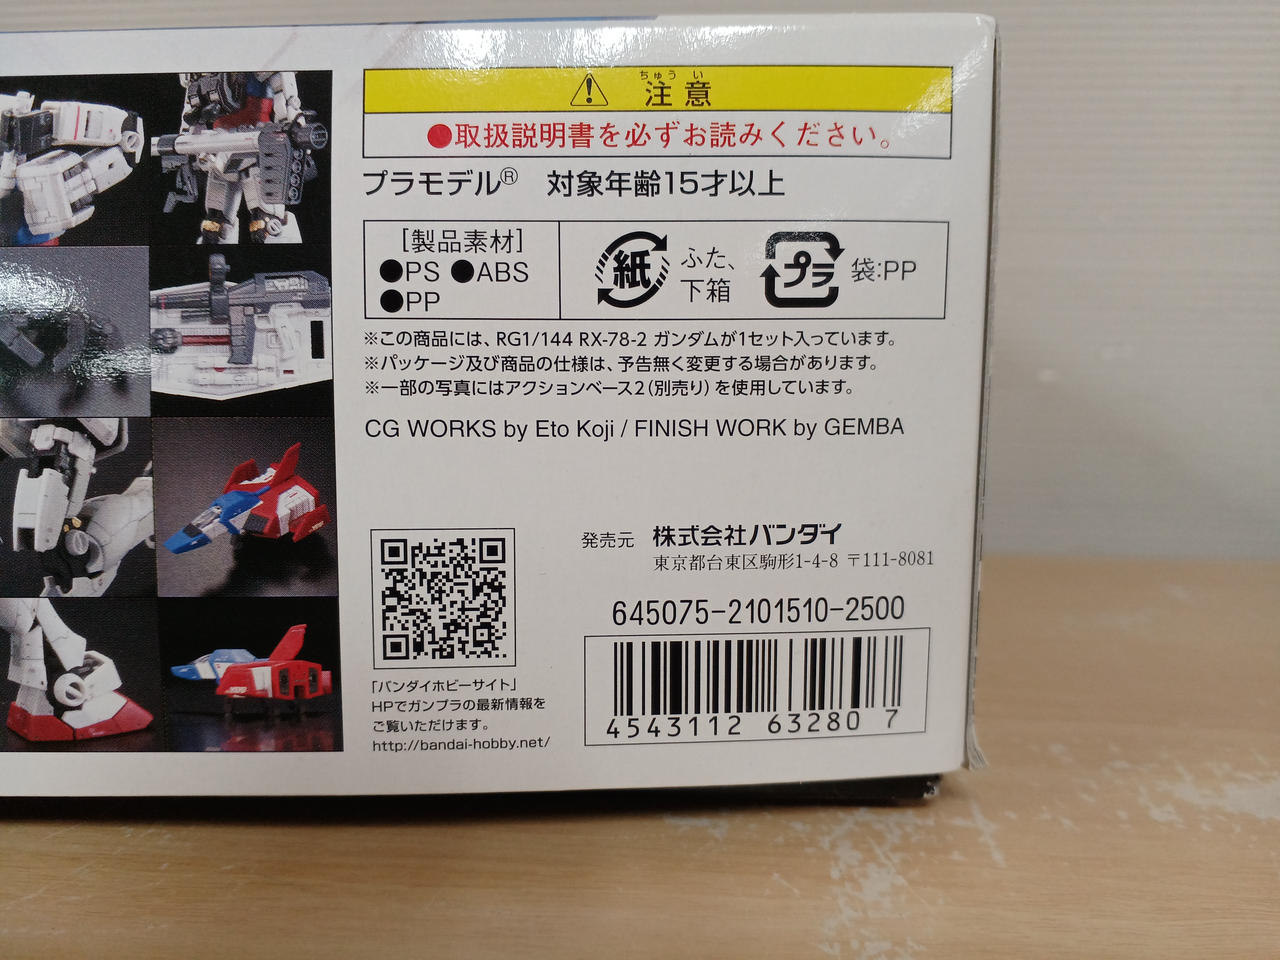 ちゅう い
注意
●取扱説明書を必ずお読みください。
プラモデル® 対象年齢15才以上
[製品素材]
●PS ●ABS
●PP
紙
ふた、
下箱
プラ
袋:PP
※この商品には、RG1/144 RX-78-2 ガンダムが1セット入っています。
※パッケージ及び商品の仕様は、予告無く変更する場合があります。
※一部の写真にはアクションベース2(別売り)を使用しています。
CG WORKS by Eto Koji / FINISH WORK by GEMBA
発売元 株式会社バンダイ
東京都台東区駒形1-4-8 〒111-8081
645075-2101510-2500
4543112 63280 7
「バンダイホビーサイト」
HPでガンプラの最新情報を
ご覧いただけます。
http://bandai-hobby.net/